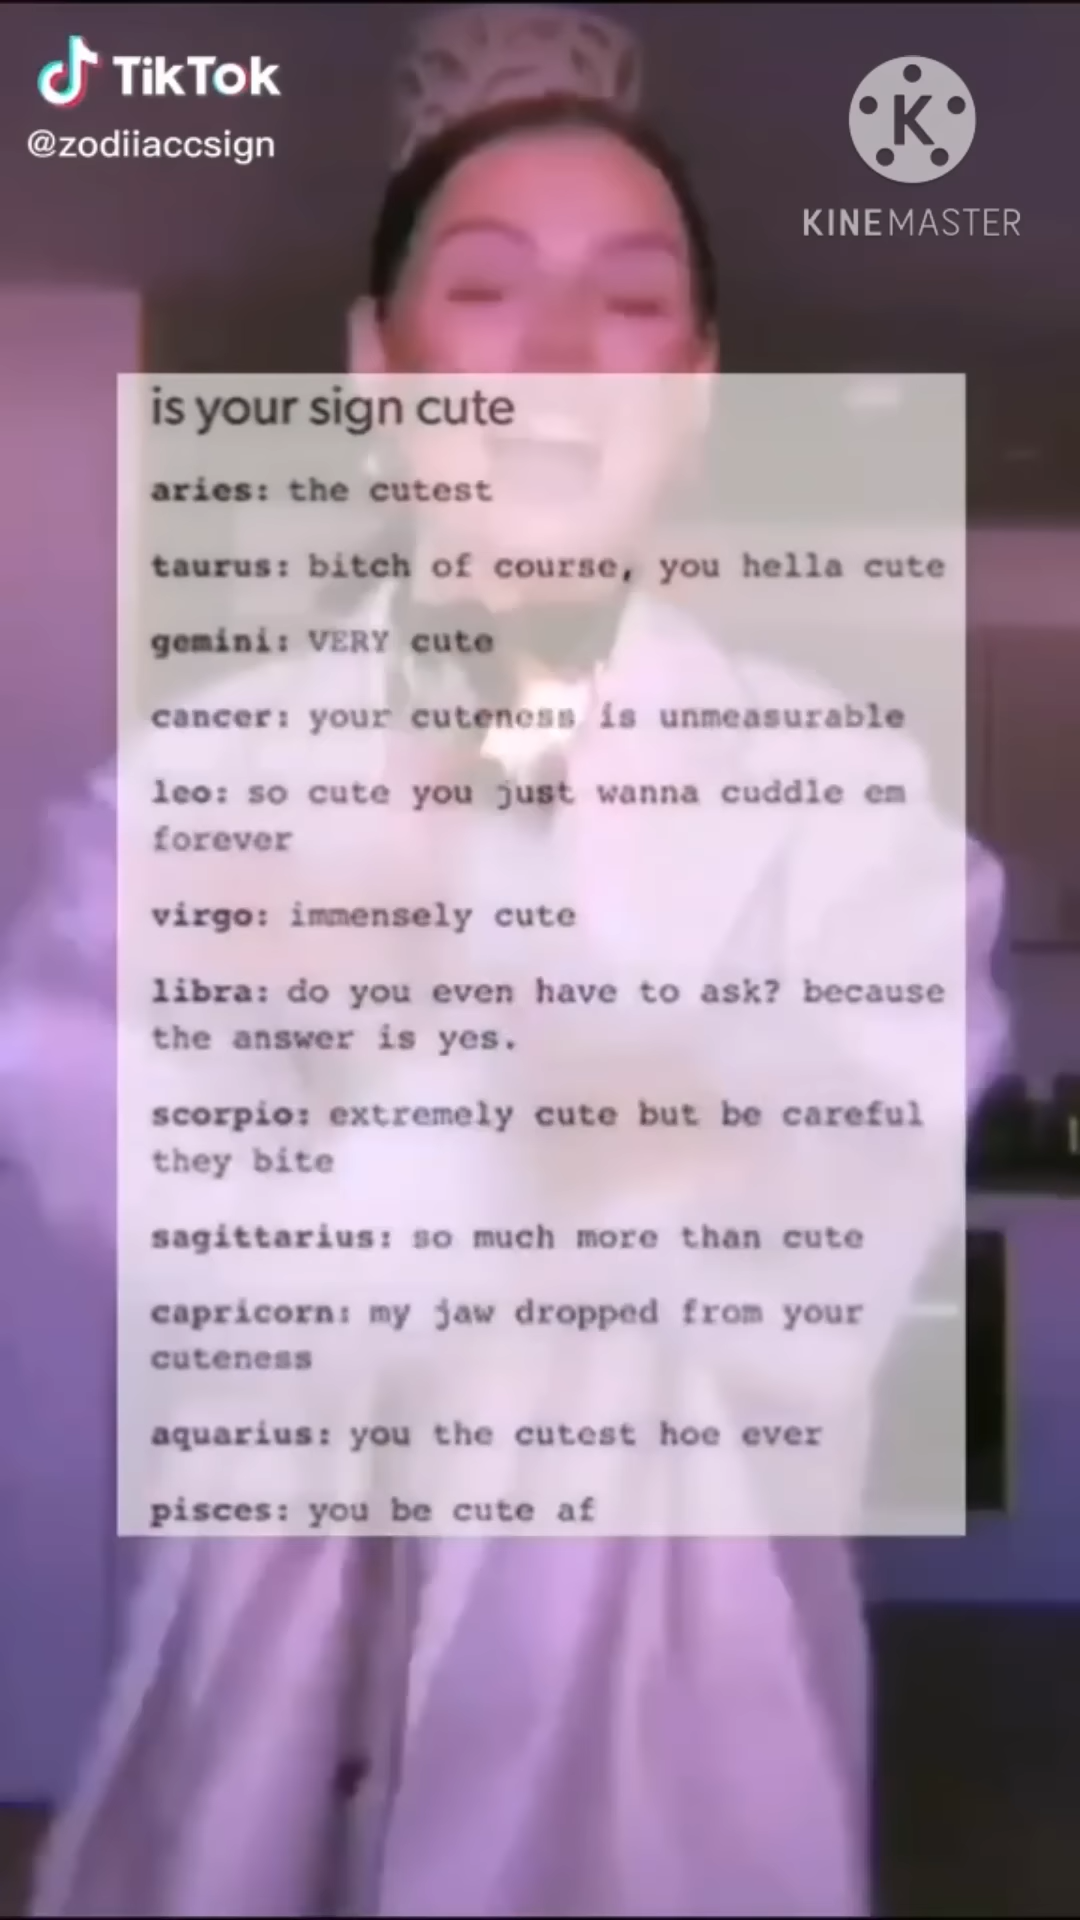 TikTok
@zodiiaccsign
K
KINEMASTER
is your sign cute
aries: the cutest
taurus: bitch of course, you hella cute
gemini: VERY cute
cancer: your cuteness is unmeasurable
leo: so cute you just wanna cuddle em
forever
virgo: immensely cute
libra: do you even have to ask? because
the answer is yes.
scorpio: extremely cute but be careful
they bite
sagittarius: so much more than cute
capricorn: my jaw dropped from your
cuteness
aquarius: you the cutest hoe ever
pisces: you be cute af